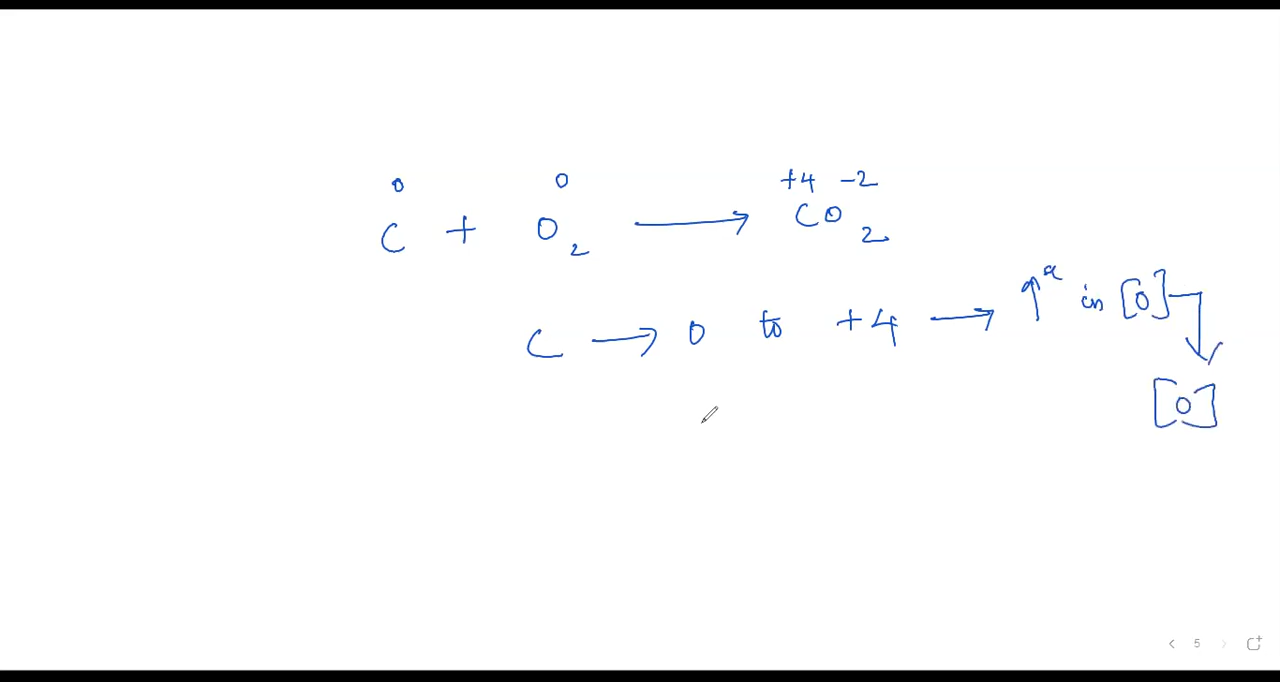 0 0 +4 -2
C + O2 → CO2
C → 0 to +4 → ↑ in [O]
[O]
5